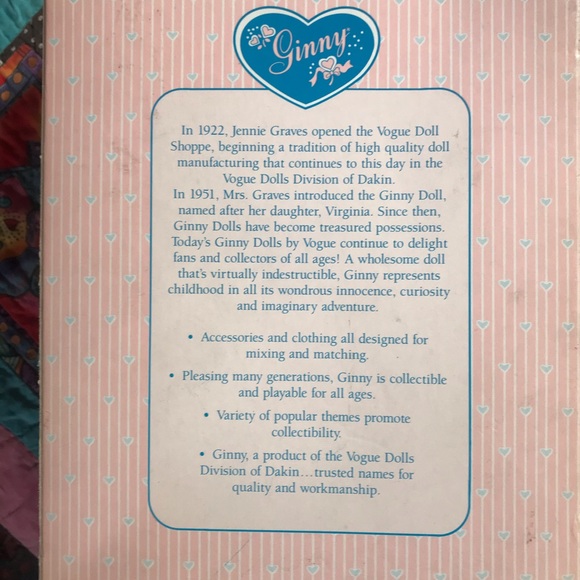 Ginny
In 1922, Jennie Graves opened the Vogue Doll
Shoppe, beginning a tradition of high quality doll
manufacturing that continues to this day in the
Vogue Dolls Division of Dakin.
In 1951, Mrs. Graves introduced the Ginny Doll,
named after her daughter, Virginia. Since then,
Ginny Dolls have become treasured possessions.
Today's Ginny Dolls by Vogue continue to delight
fans and collectors of all ages! A wholesome doll
that's virtually indestructible, Ginny represents
childhood in all its wondrous innocence, curiosity
and imaginary adventure.
• Accessories and clothing all designed for
mixing and matching.
• Pleasing many generations, Ginny is collectible
and playable for all ages.
• Variety of popular themes promote
collectibility.
• Ginny, a product of the Vogue Dolls
Division of Dakin...trusted names for
quality and workmanship.